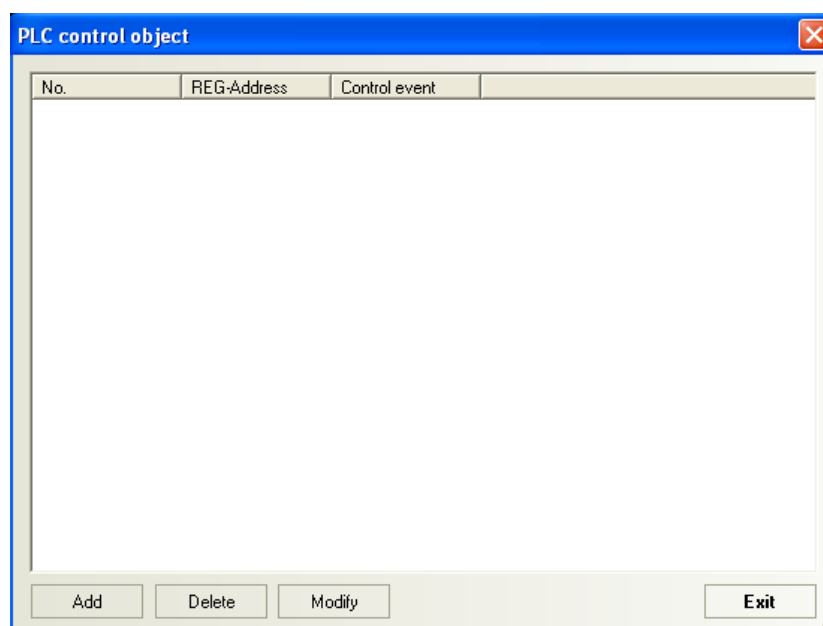 PLC control object
No. REG-Address Control event
Add Delete Modify Exit